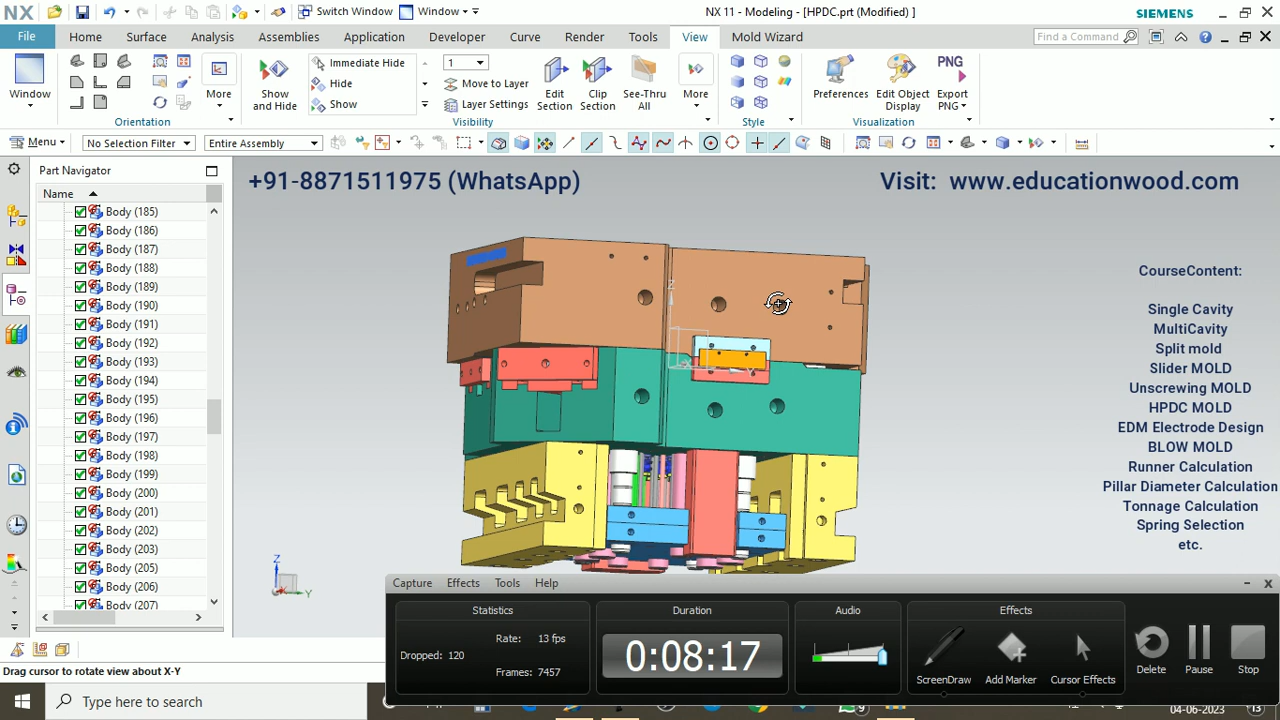 NX
Switch Window
Window
NX 11 - Modeling - [HPDC.prt (Modified) ]
SIEMENS
File
Home
Surface
Analysis
Assemblies
Application
Developer
Curve
Render
Tools
View
Mold Wizard
Find a Command
Window
More
Orientation
Show and Hide
Immediate Hide
Hide
Show
1
Move to Layer
Layer Settings
Edit Section
Clip Section
See-Thru All
More
Visibility
Style
Preferences
Edit Object Display
Export PNG
PNG
Visualization
Menu
No Selection Filter
Entire Assembly
Part Navigator
Name
Body (185)
Body (186)
Body (187)
Body (188)
Body (189)
Body (190)
Body (191)
Body (192)
Body (193)
Body (194)
Body (195)
Body (196)
Body (197)
Body (198)
Body (199)
Body (200)
Body (201)
Body (202)
Body (203)
Body (205)
Body (206)
Body (207)
+91-8871511975 (WhatsApp)
Visit: www.educationwood.com
CourseContent:
Single Cavity
MultiCavity
Split mold
Slider MOLD
Unscrewing MOLD
HPDC MOLD
EDM Electrode Design
BLOW MOLD
Runner Calculation
Pillar Diameter Calculation
Tonnage Calculation
Spring Selection
etc.
Z
Y
Z
Y
Capture
Effects
Tools
Help
Statistics
Dropped: 120
Rate: 13 fps
Frames: 7457
Duration
0:08:17
Audio
Effects
ScreenDraw
Add Marker
Cursor Effects
Delete
Pause
Stop
Drag cursor to rotate view about X-Y
Type here to search
04-06-2023